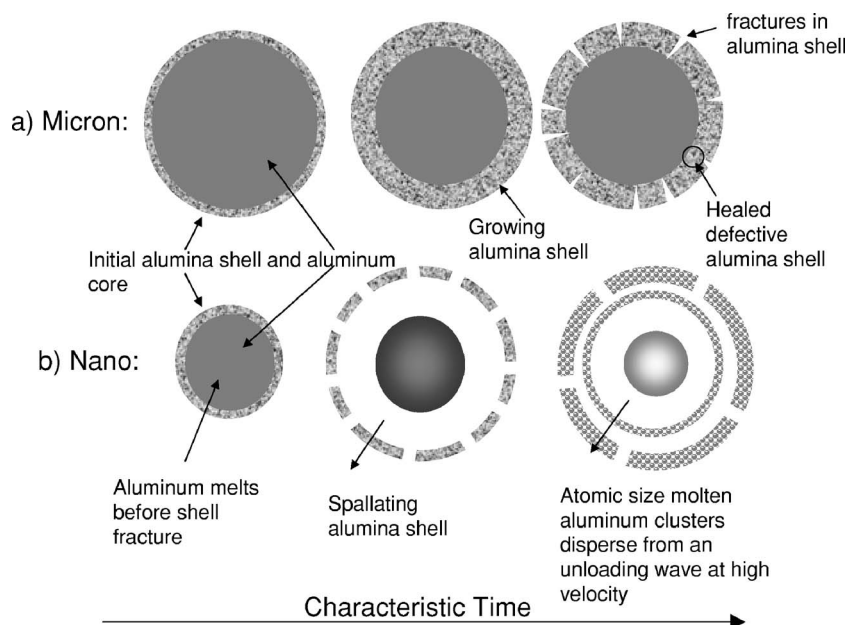 fractures in
alumina shell
a) Micron:
Growing
alumina shell
Healed
defective
alumina shell
Initial alumina shell and aluminum
core
b) Nano:
Aluminum melts
before shell
fracture
Spallating
alumina shell
Atomic size molten
aluminum clusters
disperse from an
unloading wave at high
velocity
Characteristic Time